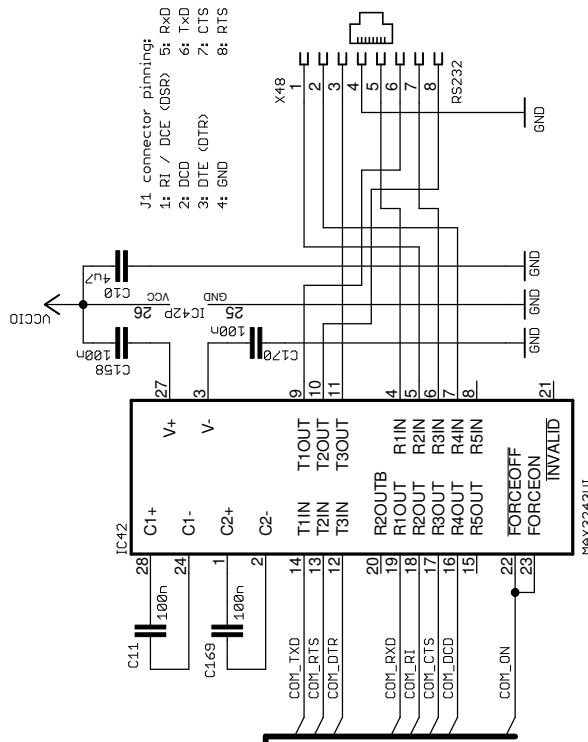 J1 connector pinning:
1: RI / DCE (DSR)   5: RxD
2: DCD   6: TxD
3: DTE (DTR)   7: CTS
4: GND   8: RTS
VCCIO
C158
100n
C10
4u7
26
VCC
IC42P
25
GND
C170
100n
GND
GND
GND
GND
X48
1
2
3
4
5
6
7
8
RS232
IC42
C11
100n
28 C1+
24 C1-
C169
100n
1 C2+
2 C2-
V+ 27
V- 3
COM_TXD 14 T1IN T1OUT 9
COM_RTS 13 T2IN T2OUT 10
COM_DTR 12 T3IN T3OUT 11
20 R2OUTB
COM_RXD 19 R1OUT R1IN 4
COM_RI 18 R2OUT R2IN 5
COM_CTS 17 R3OUT R3IN 6
COM_DCD 16 R4OUT R4IN 7
15 R5OUT R5IN 8
COM_ON 22 FORCEOFF
23 FORCEON
INVALID 21